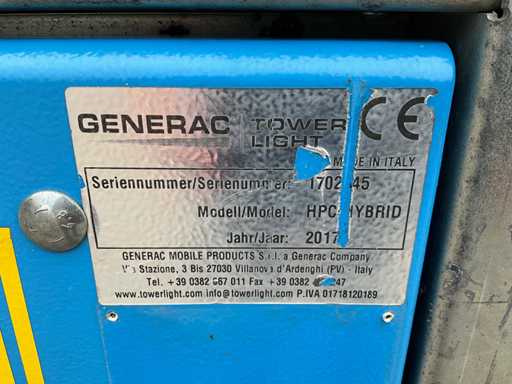 GENERAC TOWER LIGHT CE
MADE IN ITALY
Seriennummer/Serienummer:
Modell/Model: HPC HYBRID
Jahr/Jaar: 2017
GENERAC MOBILE PRODUCTS S.r.l. a Generac Company
Stazione, 3 Bis 27030 Villanova d'Ardenghi (PV) - Italy
Tel. +39 0382 567 011 Fax +39 0382
www.towerlight.com info@towerlight.com P.IVA 01718120189